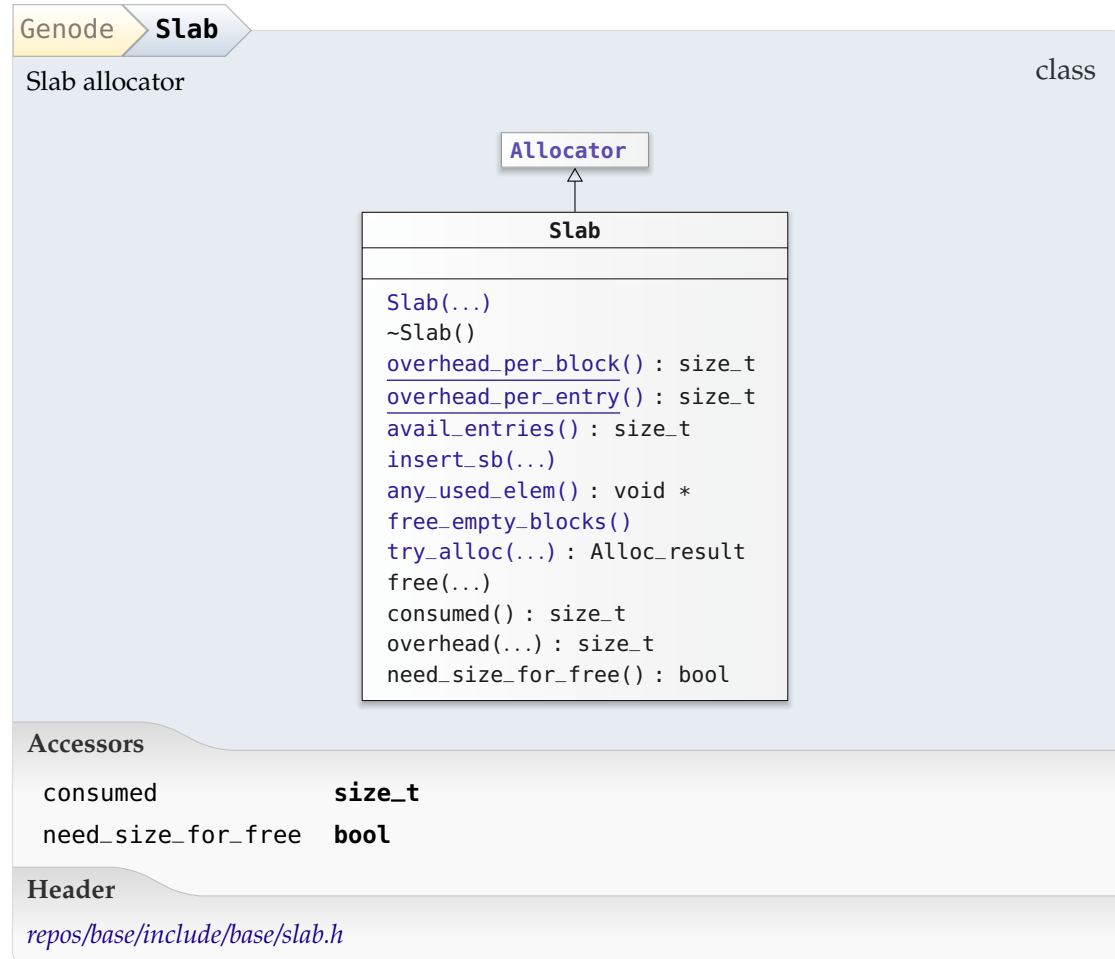 Genode Slab
Slab allocator
class
Allocator
Slab
Slab(...)
~Slab()
overhead_per_block() : size_t
overhead_per_entry() : size_t
avail_entries() : size_t
insert_sb(...)
any_used_elem() : void *
free_empty_blocks()
try_alloc(...) : Alloc_result
free(...)
consumed() : size_t
overhead(...) : size_t
need_size_for_free() : bool
Accessors
consumed size_t
need_size_for_free bool
Header
repos/base/include/base/slab.h